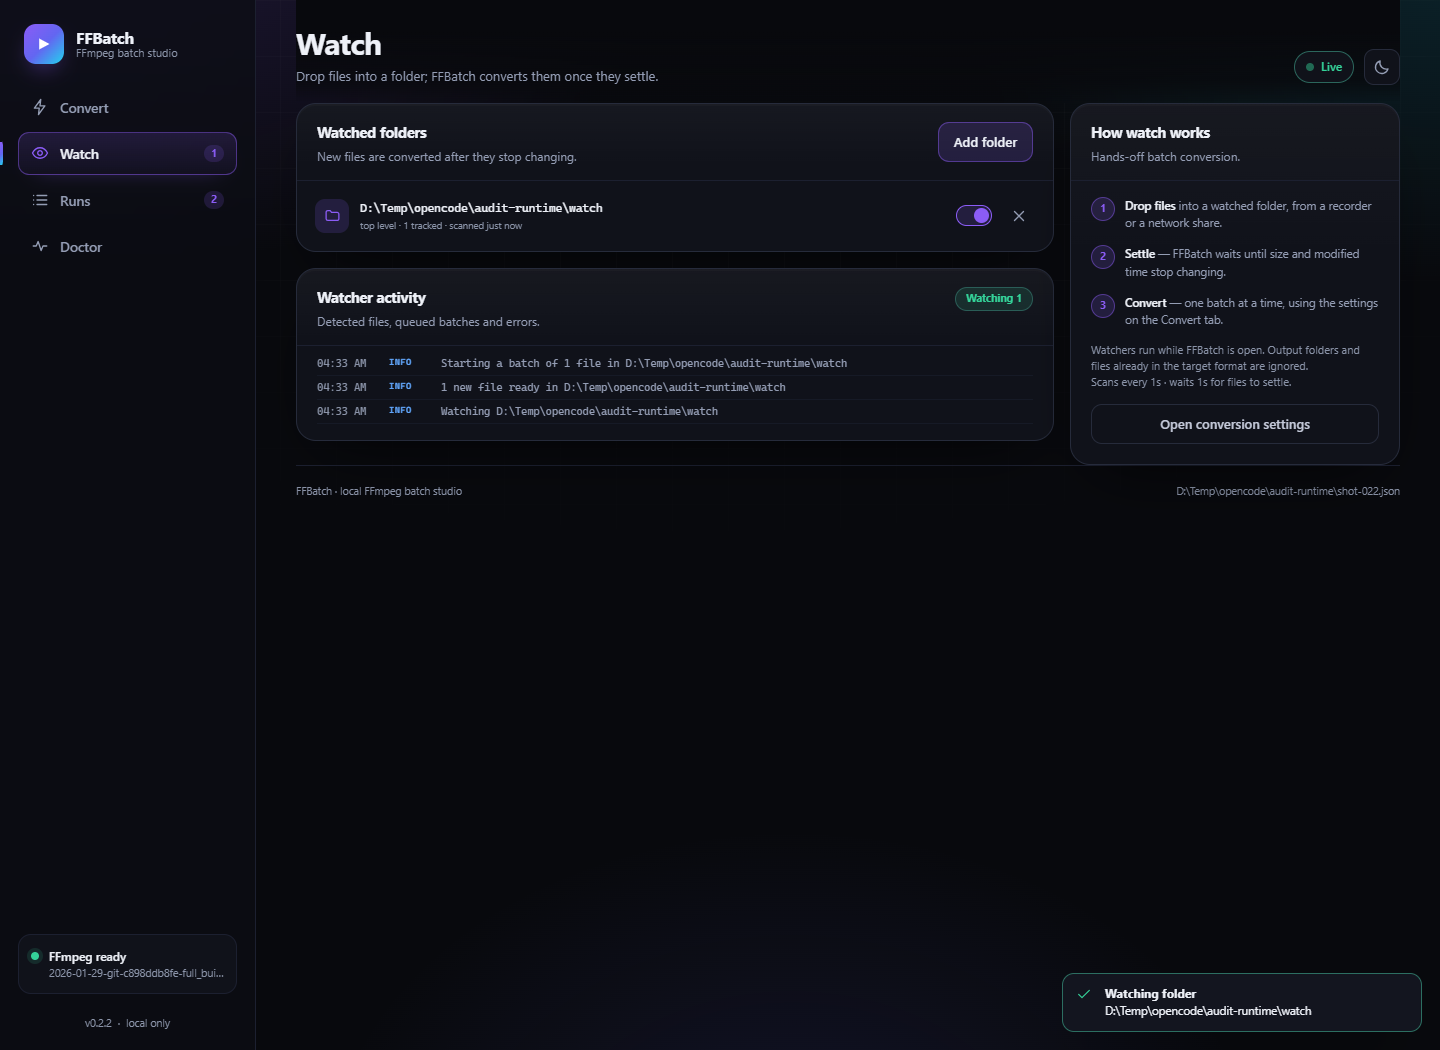 FFBatch
FFmpeg batch studio
Convert
Watch 1
Runs 2
Doctor
FFmpeg ready
2026-01-29-git-c898ddb8fe-full_bui...
v0.2.2 · local only
Watch
Drop files into a folder; FFBatch converts them once they settle.
Live
Watched folders
New files are converted after they stop changing.
Add folder
D:\Temp\opencode\audit-runtime\watch
top level · 1 tracked · scanned just now
Watcher activity
Detected files, queued batches and errors.
Watching 1
04:33 AM INFO Starting a batch of 1 file in D:\Temp\opencode\audit-runtime\watch
04:33 AM INFO 1 new file ready in D:\Temp\opencode\audit-runtime\watch
04:33 AM INFO Watching D:\Temp\opencode\audit-runtime\watch
How watch works
Hands-off batch conversion.
1 Drop files into a watched folder, from a recorder
or a network share.
2 Settle — FFBatch waits until size and modified
time stop changing.
3 Convert — one batch at a time, using the settings
on the Convert tab.
Watchers run while FFBatch is open. Output folders and
files already in the target format are ignored.
Scans every 1s · waits 1s for files to settle.
Open conversion settings
FFBatch · local FFmpeg batch studio
D:\Temp\opencode\audit-runtime\shot-022.json
Watching folder
D:\Temp\opencode\audit-runtime\watch